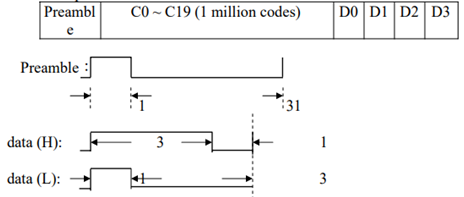 Preambl
e
C0 ~ C19 (1 million codes)
D0
D1
D2
D3
Preamble :
1
31
data (H):
3
1
data (L):
1
3